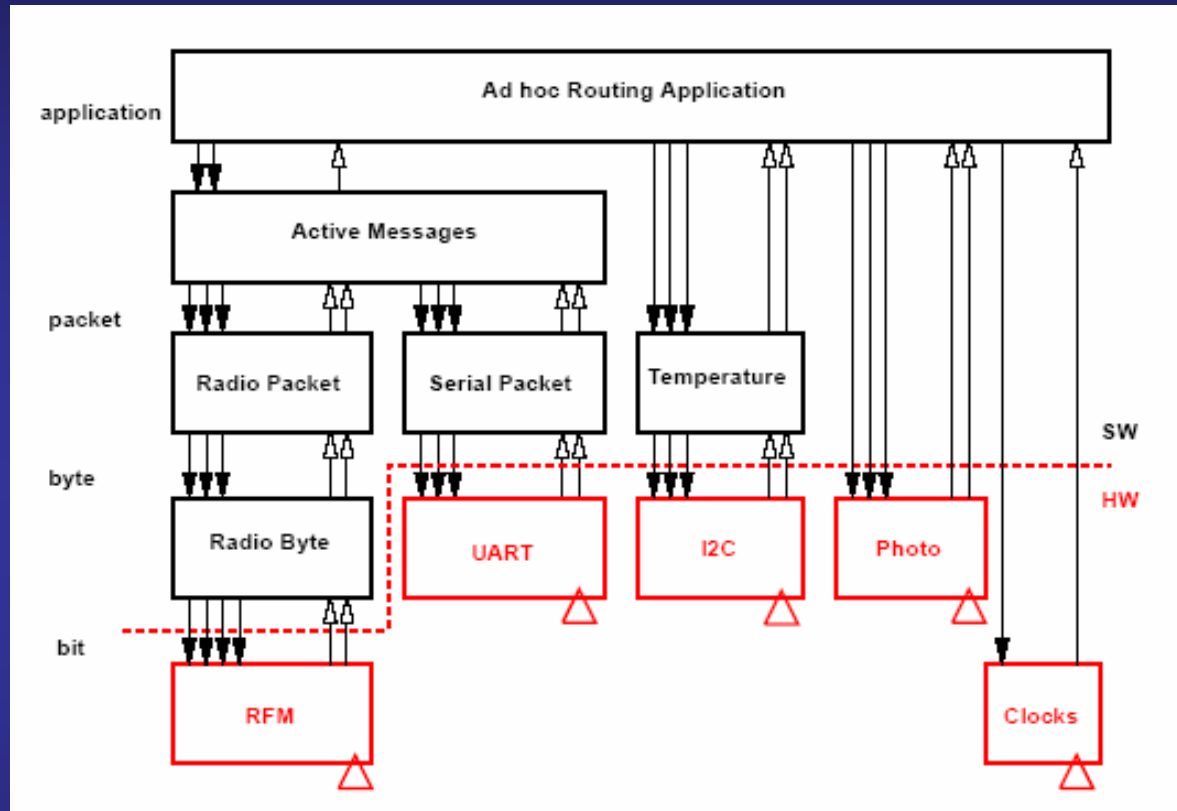 Ad hoc Routing Application
application
Active Messages
packet
Radio Packet
Serial Packet
Temperature
SW
byte
HW
Radio Byte
UART
I2C
Photo
bit
RFM
Clocks